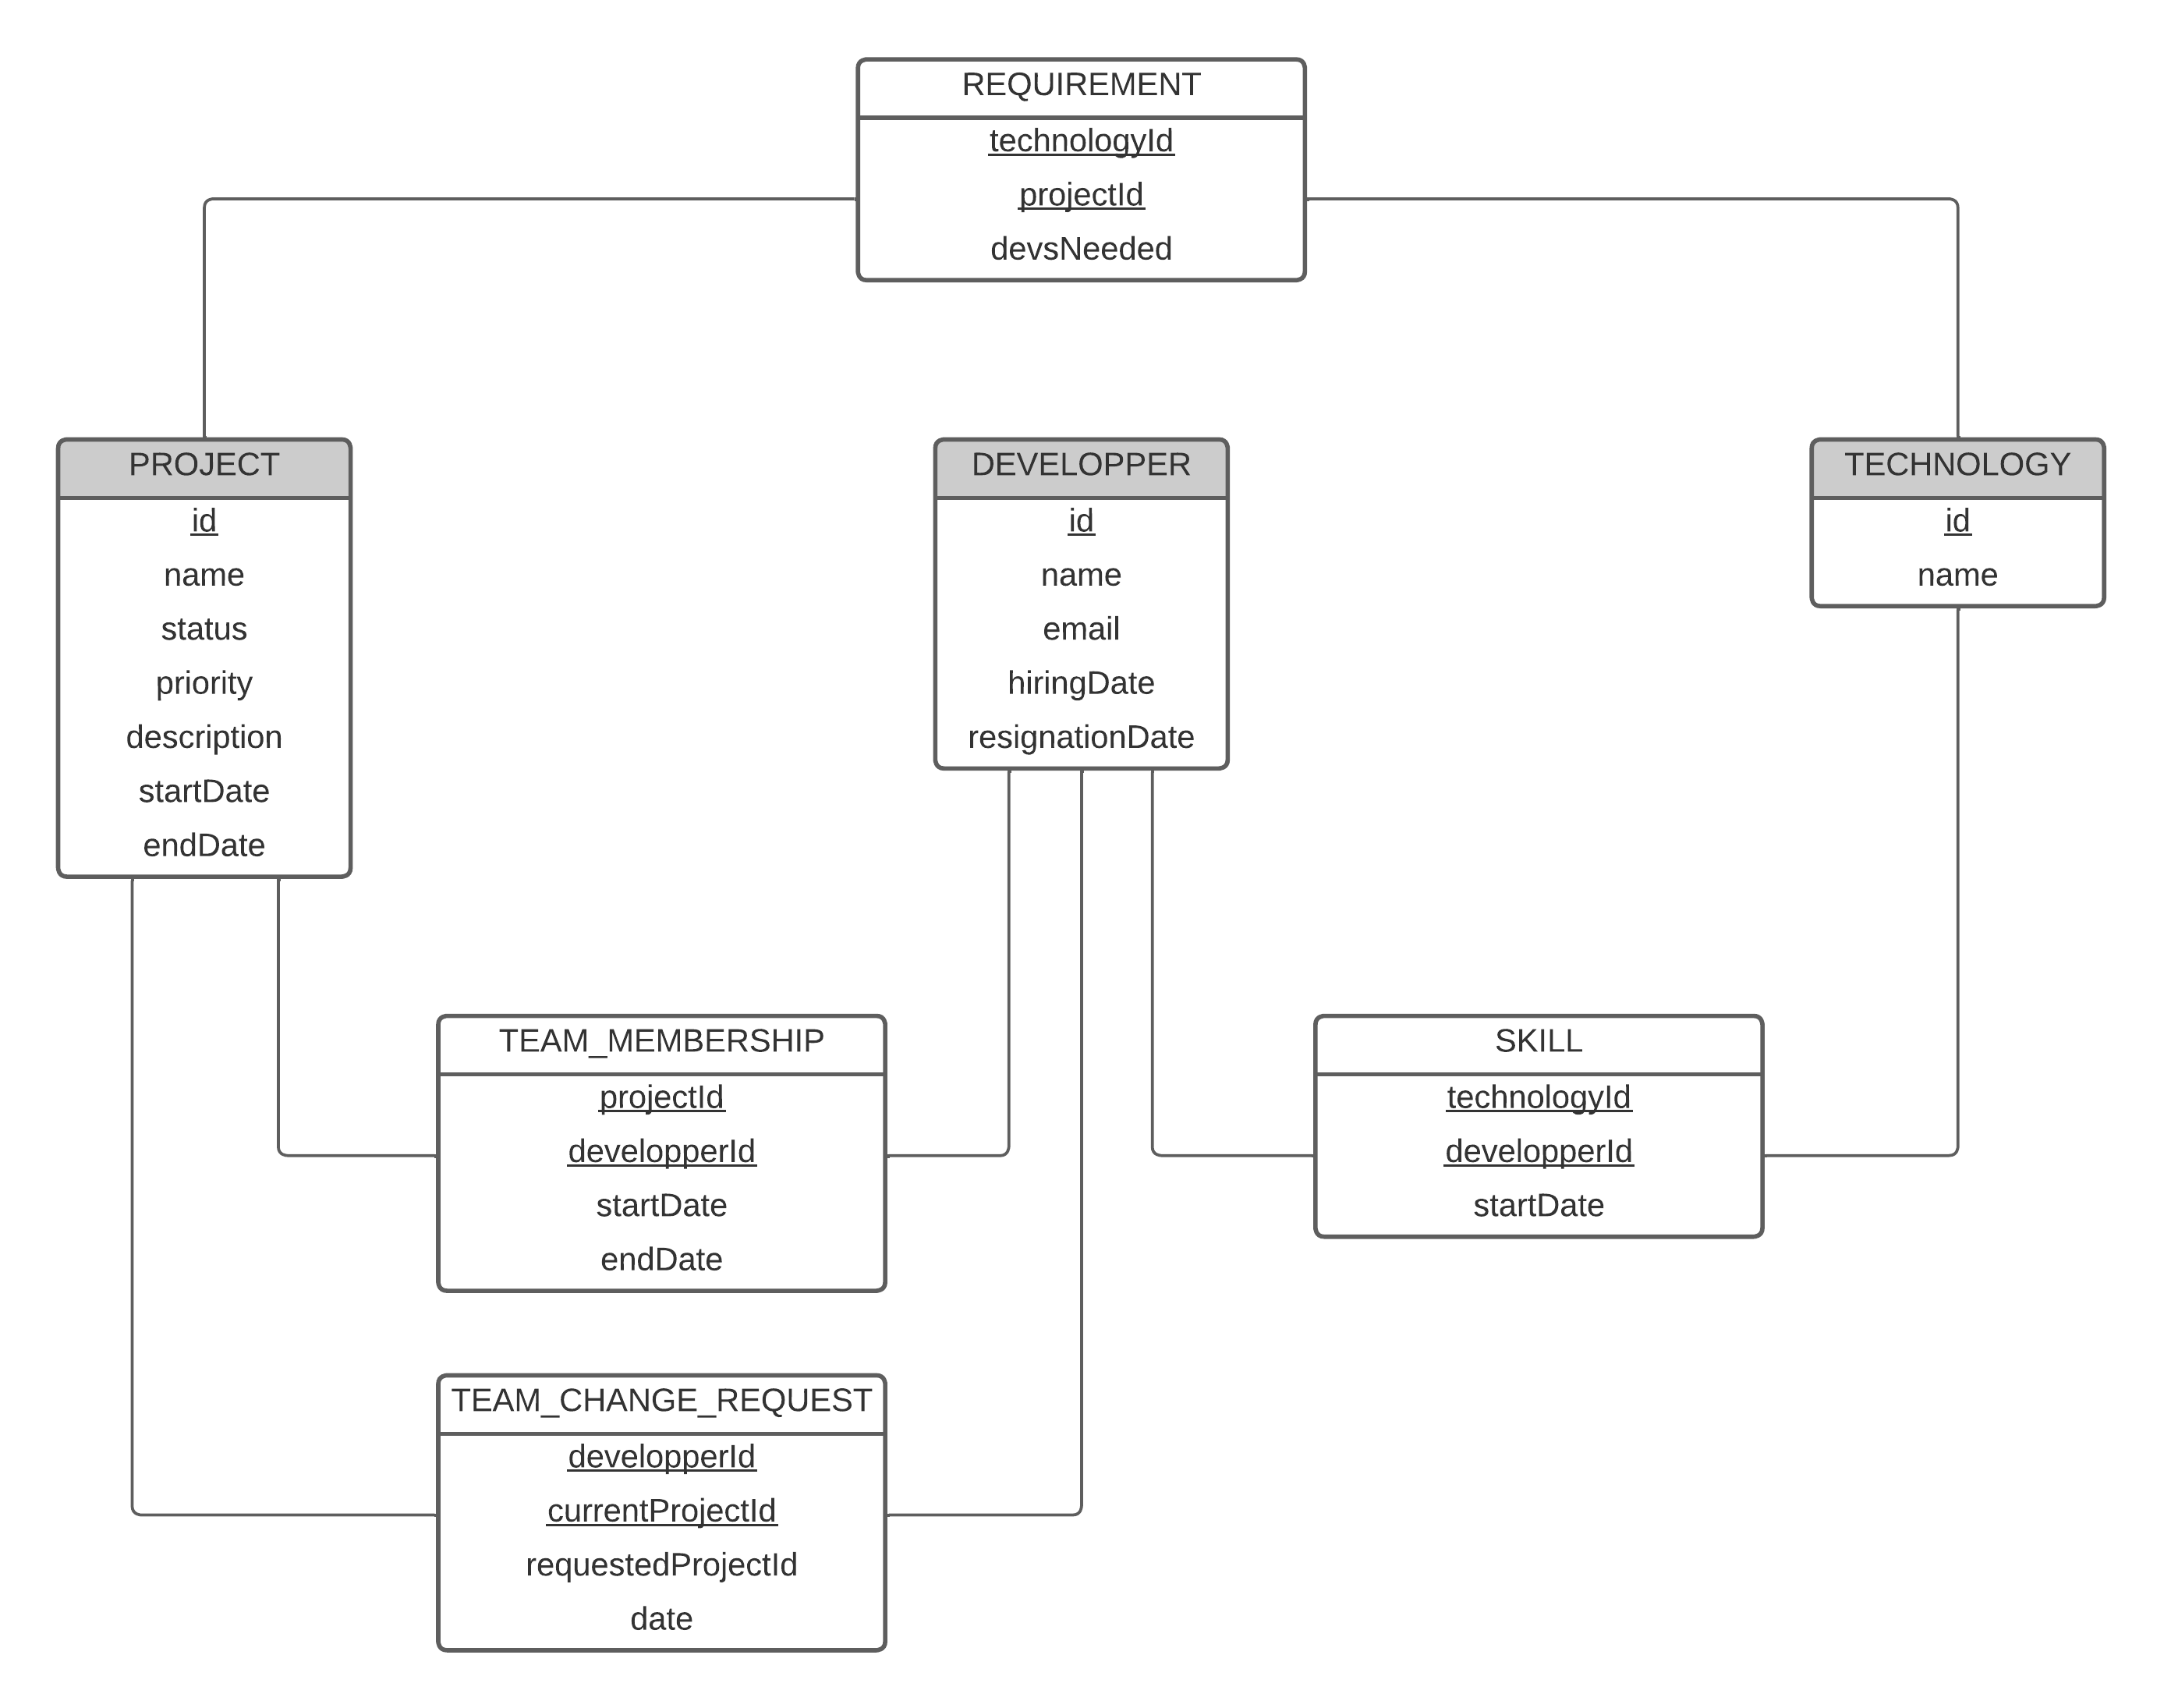 REQUIREMENT
technologyId
projectId
devsNeeded
PROJECT
id
name
status
priority
description
startDate
endDate
DEVELOPPER
id
name
email
hiringDate
resignationDate
TECHNOLOGY
id
name
TEAM_MEMBERSHIP
projectId
developperId
startDate
endDate
SKILL
technologyId
developperId
startDate
TEAM_CHANGE_REQUEST
developperId
currentProjectId
requestedProjectId
date